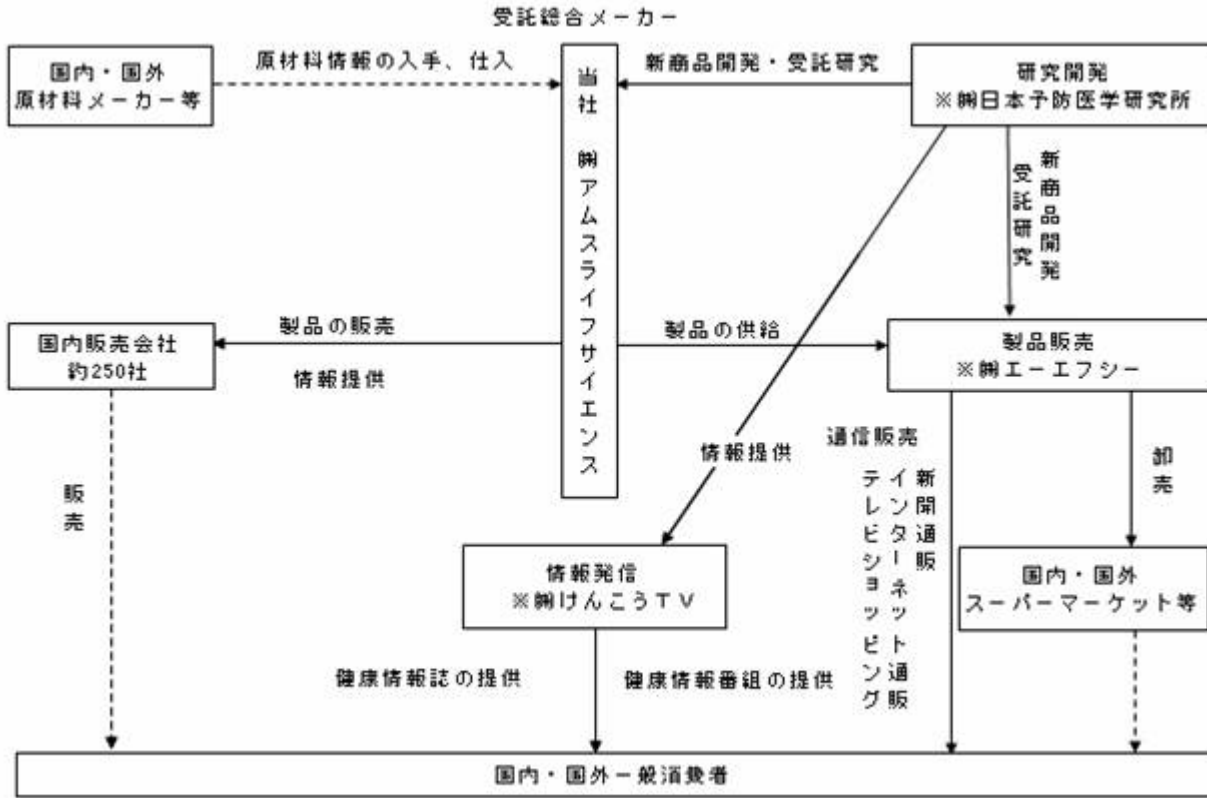 受託総合メーカー
国内・国外
原材料メーカー等
原材料情報の入手、仕入
当社 ㈱アムスライフサイエンス
新商品開発・受託研究
研究開発
※㈱日本予防医学研究所
新商品開発
受託研究
国内販売会社
約250社
製品の販売
情報提供
製品の供給
製品販売
※㈱エーエフシー
情報提供
通信販売
新聞通販
インターネット通販
テレビショッピング
卸売
販売
情報発信
※㈱けんこうTV
国内・国外
スーパーマーケット等
健康情報誌の提供
健康情報番組の提供
国内・国外一般消費者